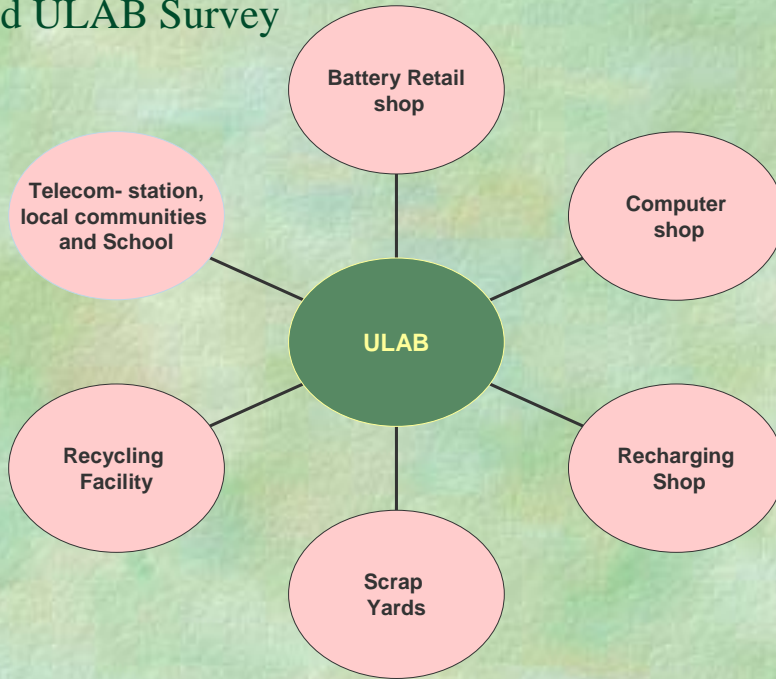 d ULAB Survey
Battery Retail
shop
Telecom- station,
local communities
and School
Computer
shop
ULAB
Recycling
Facility
Recharging
Shop
Scrap
Yards